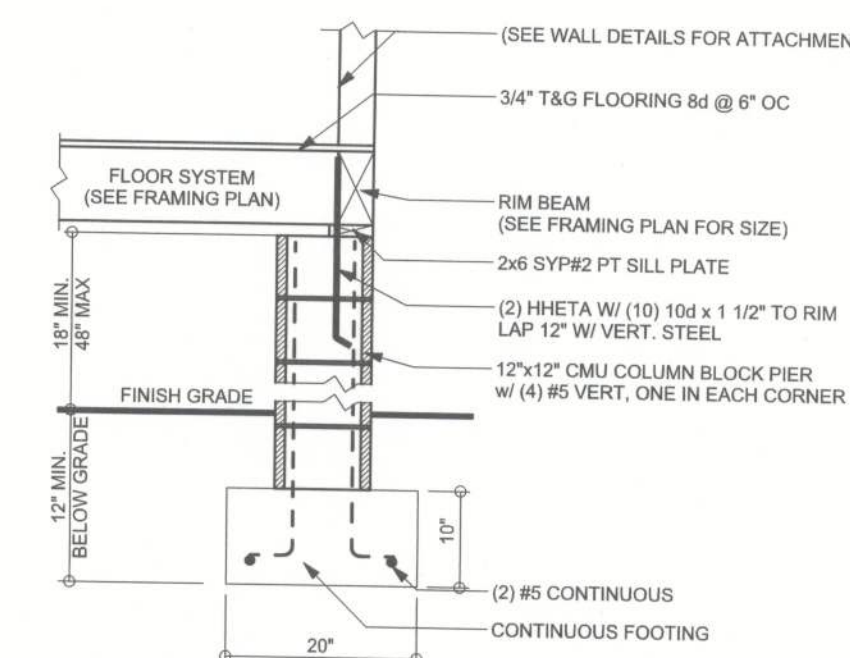 (SEE WALL DETAILS FOR ATTACHMEN
3/4" T&G FLOORING 8d @ 6" OC
FLOOR SYSTEM
(SEE FRAMING PLAN)
RIM BEAM
(SEE FRAMING PLAN FOR SIZE)
2x6 SYP#2 PT SILL PLATE
18" MIN.
48" MAX
(2) HHETA W/ (10) 10d x 1 1/2" TO RIM
LAP 12" W/ VERT. STEEL
12"x12" CMU COLUMN BLOCK PIER
w/ (4) #5 VERT, ONE IN EACH CORNER
FINISH GRADE
12" MIN.
BELOW GRADE
10"
(2) #5 CONTINUOUS
CONTINUOUS FOOTING
20"